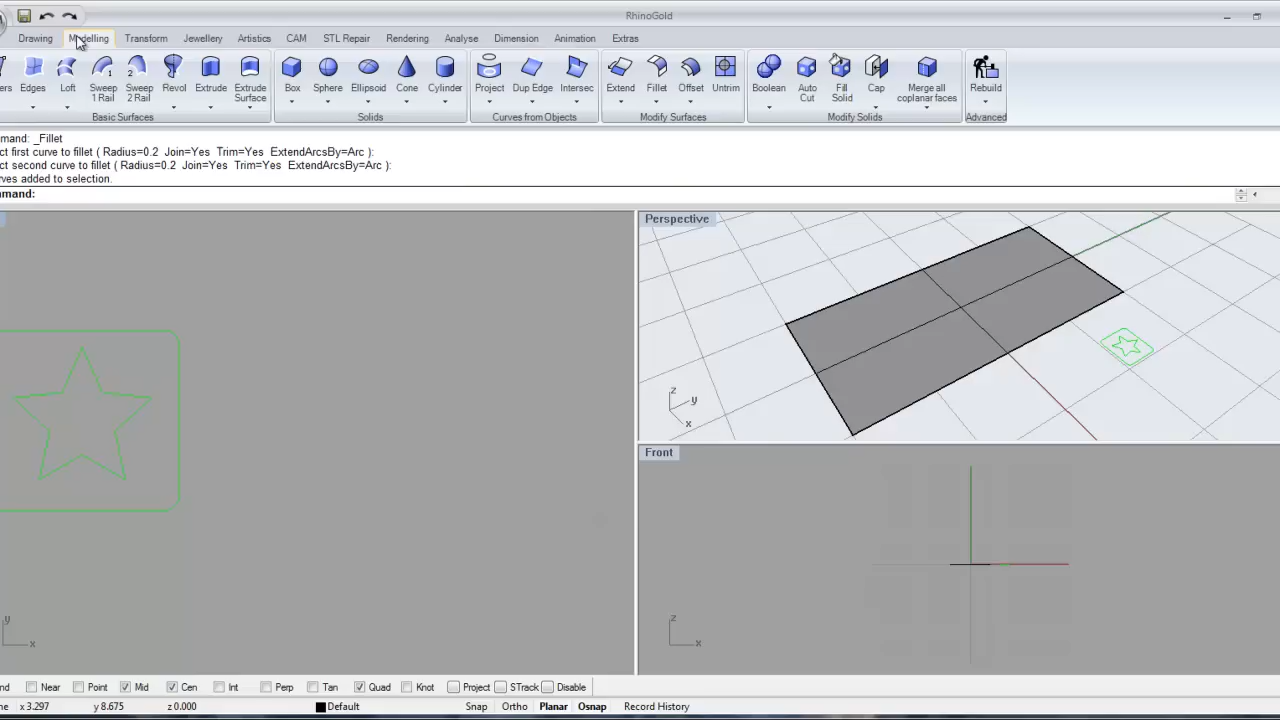 RhinoGold
Drawing Modelling Transform Jewellery Artistics CAM STL Repair Rendering Analyse Dimension Animation Extras
ers Edges Loft Sweep 1 Rail Sweep 2 Rail Revol Extrude Extrude Surface Box Sphere Ellipsoid Cone Cylinder Project Dup Edge Intersec Extend Fillet Offset Untrim Boolean Auto Cut Fill Solid Cap Merge all coplanar faces Rebuild
Basic Surfaces Solids Curves from Objects Modify Surfaces Modify Solids Advanced
mmand: _Fillet
ct first curve to fillet ( Radius=0.2 Join=Yes Trim=Yes ExtendArcsBy=Arc ):
ct second curve to fillet ( Radius=0.2 Join=Yes Trim=Yes ExtendArcsBy=Arc ):
rves added to selection.
mmand:
Perspective
z
y
x
Front
y
x
z
x
nd Near Point Mid Cen Int Perp Tan Quad Knot Project STrack Disable
ne x 3.297 y 8.675 z 0.000 Default Snap Ortho Planar Osnap Record History